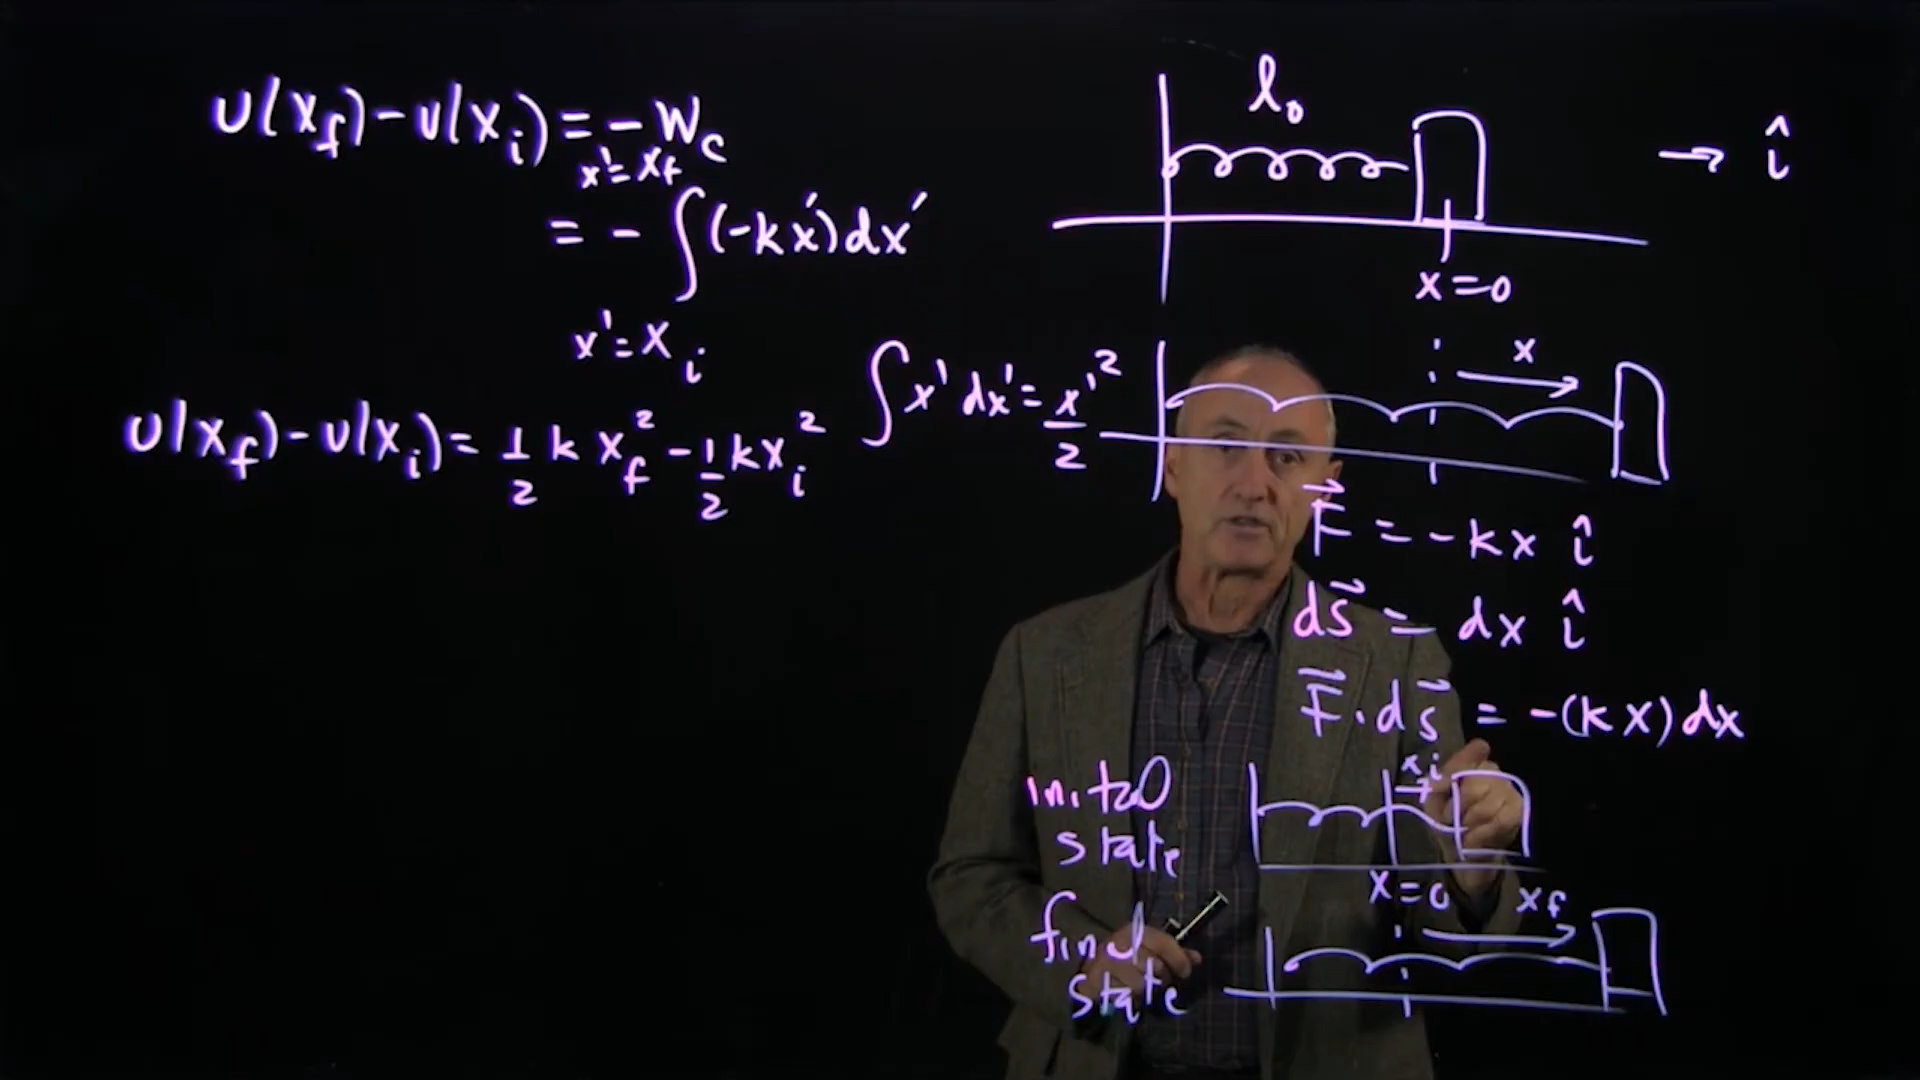 U(x_f) - U(x_i) = - W_c
x' = x_f
= - ∫ (-kx') dx'
x' = x_i
∫ x' dx' = x'^2 / 2
U(x_f) - U(x_i) = 1/2 k x_f^2 - 1/2 k x_i^2
l_0
→ î
x = 0
x
F⃗ = -kx î
ds⃗ = dx î
F⃗ · ds⃗ = -(kx) dx
inital
state
x_i
x = 0
final
state
x_f